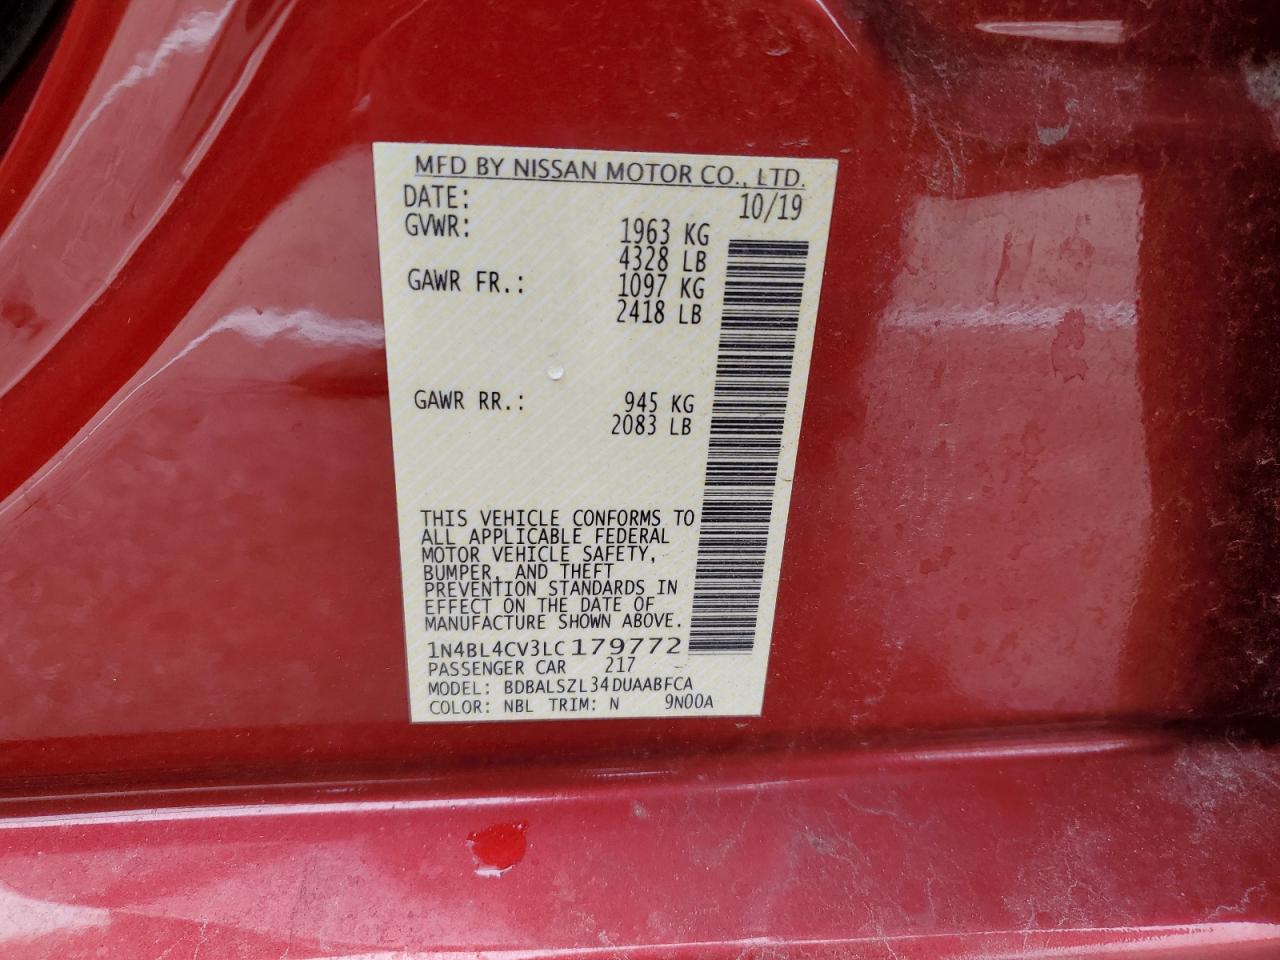 MFD BY NISSAN MOTOR CO., LTD.
DATE: 10/19
GVWR: 1963 KG
4328 LB
GAWR FR.: 1097 KG
2418 LB
GAWR RR.: 945 KG
2083 LB
THIS VEHICLE CONFORMS TO
ALL APPLICABLE FEDERAL
MOTOR VEHICLE SAFETY,
BUMPER, AND THEFT
PREVENTION STANDARDS IN
EFFECT ON THE DATE OF
MANUFACTURE SHOWN ABOVE.
1N4BL4CV3LC179772
PASSENGER CAR 217
MODEL: BDBALSZL34DUAABFCA
COLOR: NBL TRIM: N 9N00A